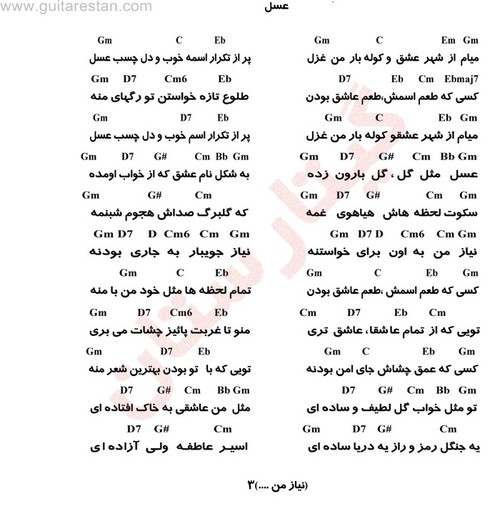 www.guitarestan.com
عسل
Gm C Em Gm Gm C Eb
میام از شهر عشق و کوله بار من غزل پر از تکرار اسمه خوب و دل چسب عسل
D7 Eb Cm Ebmaj7 Gm D7 Cm6 Eb
کسی که طعم اسمش،طعم عاشق بودن طلوع تازه خواستن تو رگهای منه
Gm C Eb Gm Gm D7 Eb
میام از شهر عشقو کوله بار من غزل پر از تکرار اسم خوب و دل چسب عسل
Gm D7 G# Cm Bb Gm Gm D7 G# Cm Bb Gm
عسل مثل گل ، گل بارون زده به شکل نام عشق که از خواب اومده
Gm D7 G# Cm Gm Gm G# Cm
سکوت لحظه هاش هیاهوی غمه که گلبرگ صداش هجوم شبنمه
Gm D7 D Cm6 Cm Gm Gm D7 D Cm6 Cm Gm
نیاز من به اون برای خواستنه نیاز جویبار به جاری بودنه
Gm C Eb Gm Gm C Eb
کسی که طعم اسمش ،طعم عاشق بودن تمام لحظه ها مثل خود من با منه
Cm D7 Eb Cm Gm D7 Cm6 Eb
تویی که از تمام عاشقا، عاشق تری منو تا غربت پائیز چشات می بری
Gm C Eb Gm Gm D7 Eb
کسی که عمق چشاش جای امن بودنه تویی که با تو بودن بهترین شعر منه
D7 G# Cm Bb Gm D7 G# Cm Bb Gm
تو مثل خواب گل لطیف و ساده ای مثل من عاشقی به خاک افتاده ای
Gm D7 G# Cm D7 G# Cm
یه جنگل رمز و راز یه دریا ساده ای اسیر عاطفه ولی آزاده ای
(نیاز من ....)۳
گیتارستان